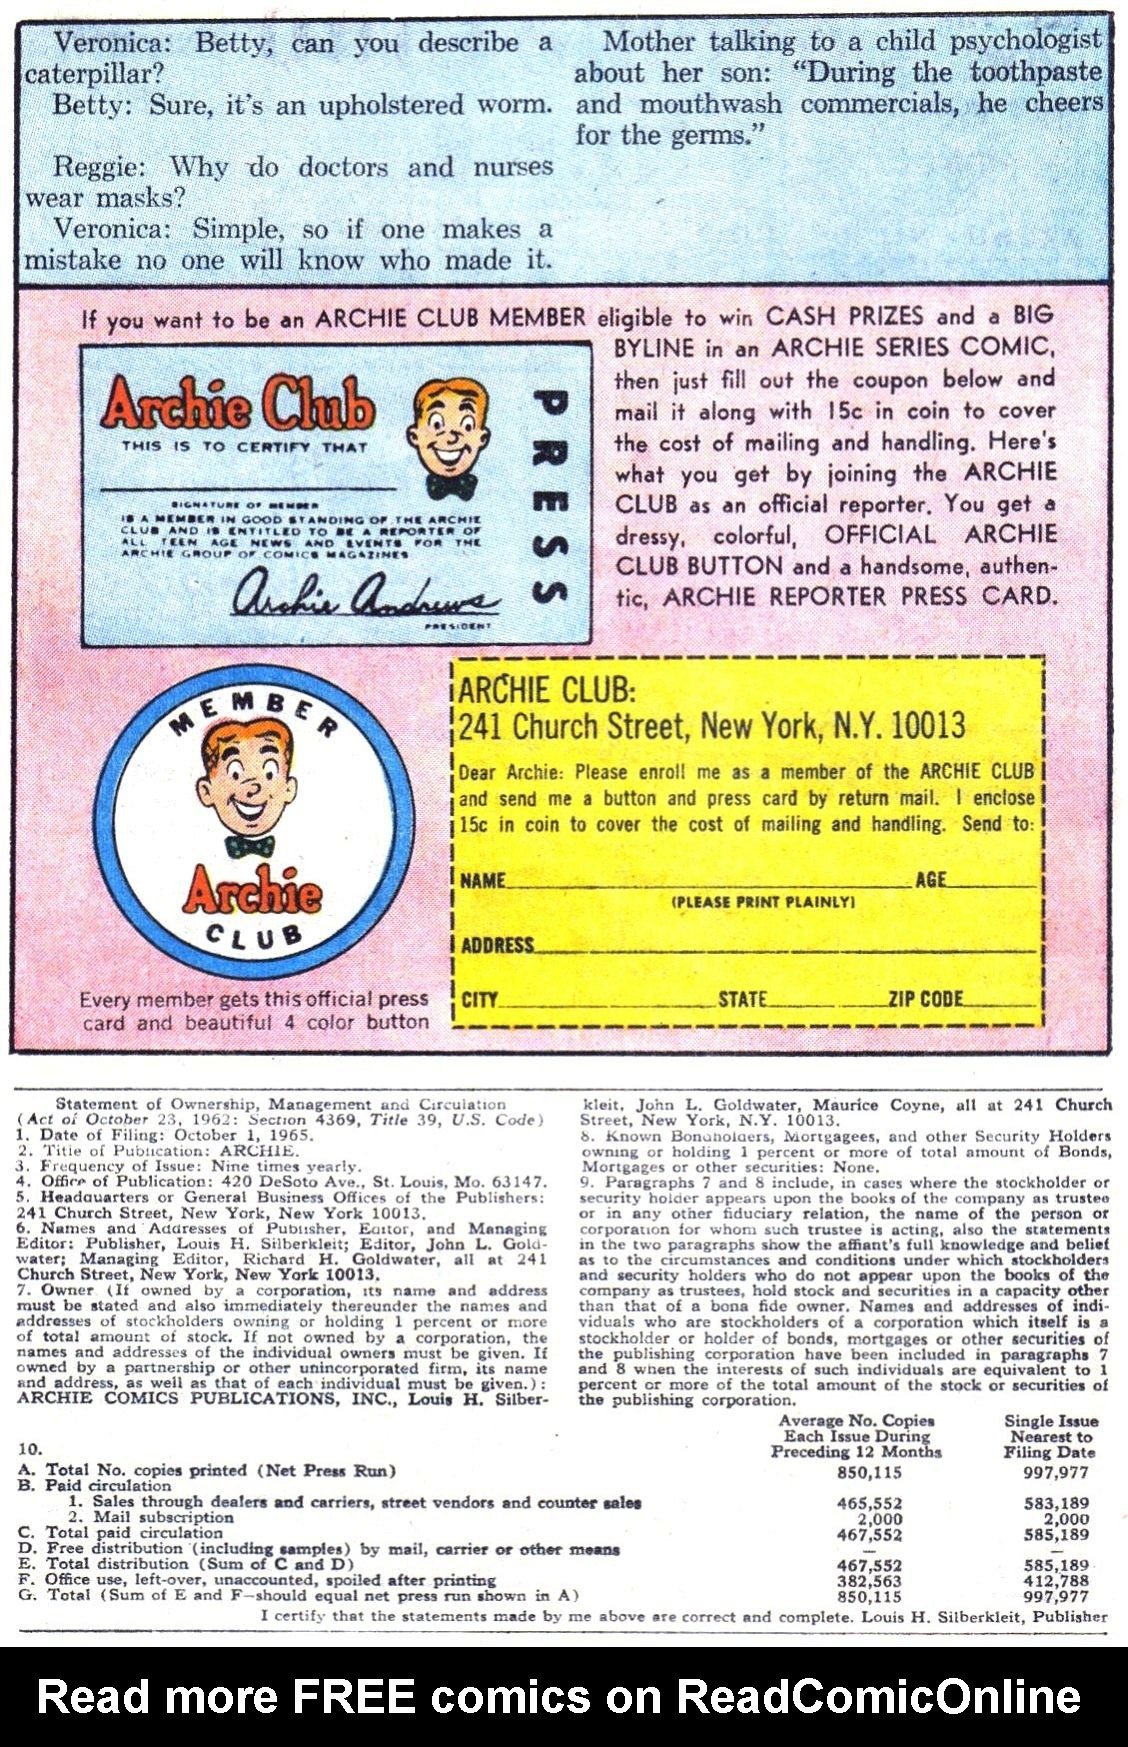 Veronica: Betty, can you describe a
caterpillar?
Betty: Sure, it's an upholstered worm.
Reggie: Why do doctors and nurses
wear masks?
Veronica: Simple, so if one makes a
mistake no one will know who made it.
Mother talking to a child psychologist
about her son: “During the toothpaste
and mouthwash commercials, he cheers
for the germs.”
If you want to be an ARCHIE CLUB MEMBER eligible to win CASH PRIZES and a BIG
BYLINE in an ARCHIE SERIES COMIC,
then just fill out the coupon below and
mail it along with 15c in coin to cover
the cost of mailing and handling. Here's
what you get by joining the ARCHIE
CLUB as an official reporter. You get a
dressy, colorful, OFFICIAL ARCHIE
CLUB BUTTON and a handsome, authen-
tic, ARCHIE REPORTER PRESS CARD.
Archie Club
THIS IS TO CERTIFY THAT
SIGNATURE OF MEMBER
IS A MEMBER IN GOOD STANDING OF THE ARCHIE
CLUB AND IS ENTITLED TO BE A REPORTER OF
ALL TEEN AGE NEWS AND EVENTS FOR THE
ARCHIE GROUP OF COMICS MAGAZINES
Archie Andrews
PRESIDENT
PRESS
MEMBER
Archie
CLUB
Every member gets this official press
card and beautiful 4 color button
ARCHIE CLUB:
241 Church Street, New York, N.Y. 10013
Dear Archie: Please enroll me as a member of the ARCHIE CLUB
and send me a button and press card by return mail. I enclose
15c in coin to cover the cost of mailing and handling. Send to:
NAME AGE
(PLEASE PRINT PLAINLY)
ADDRESS
CITY STATE ZIP CODE
Statement of Ownership, Management and Circulation
(Act of October 23, 1962: Section 4369, Title 39, U.S. Code)
1. Date of Filing: October 1, 1965.
2. Title of Publication: ARCHIE.
3. Frequency of Issue: Nine times yearly.
4. Office of Publication: 420 DeSoto Ave., St. Louis, Mo. 63147.
5. Headquarters or General Business Offices of the Publishers:
241 Church Street, New York, New York 10013.
6. Names and Addresses of Publisher, Editor, and Managing
Editor: Publisher, Louis H. Silberkleit; Editor, John L. Gold-
water; Managing Editor, Richard H. Goldwater, all at 241
Church Street, New York, New York 10013.
7. Owner (If owned by a corporation, its name and address
must be stated and also immediately thereunder the names and
addresses of stockholders owning or holding 1 percent or more
of total amount of stock. If not owned by a corporation, the
names and addresses of the individual owners must be given. If
owned by a partnership or other unincorporated firm, its name
and address, as well as that of each individual must be given.):
ARCHIE COMICS PUBLICATIONS, INC., Louis H. Silber-
kleit, John L. Goldwater, Maurice Coyne, all at 241 Church
Street, New York, N.Y. 10013.
8. Known Bondholders, Mortgagees, and other Security Holders
owning or holding 1 percent or more of total amount of Bonds,
Mortgages or other securities: None.
9. Paragraphs 7 and 8 include, in cases where the stockholder or
security holder appears upon the books of the company as trustee
or in any other fiduciary relation, the name of the person or
corporation for whom such trustee is acting, also the statements
in the two paragraphs show the affiant's full knowledge and belief
as to the circumstances and conditions under which stockholders
and security holders who do not appear upon the books of the
company as trustees, hold stock and securities in a capacity other
than that of a bona fide owner. Names and addresses of indi-
viduals who are stockholders of a corporation which itself is a
stockholder or holder of bonds, mortgages or other securities of
the publishing corporation have been included in paragraphs 7
and 8 when the interests of such individuals are equivalent to 1
percent or more of the total amount of the stock or securities of
the publishing corporation.
Average No. Copies Single Issue
Each Issue During Nearest to
10. Preceding 12 Months Filing Date
A. Total No. copies printed (Net Press Run) 850,115 997,977
B. Paid circulation
1. Sales through dealers and carriers, street vendors and counter sales 465,552 583,189
2. Mail subscription 2,000 2,000
C. Total paid circulation 467,552 585,189
D. Free distribution (including samples) by mail, carrier or other means — —
E. Total distribution (Sum of C and D) 467,552 585,189
F. Office use, left-over, unaccounted, spoiled after printing 382,563 412,788
G. Total (Sum of E and F—should equal net press run shown in A) 850,115 997,977
I certify that the statements made by me above are correct and complete. Louis H. Silberkleit, Publisher
Read more FREE comics on ReadComicOnline